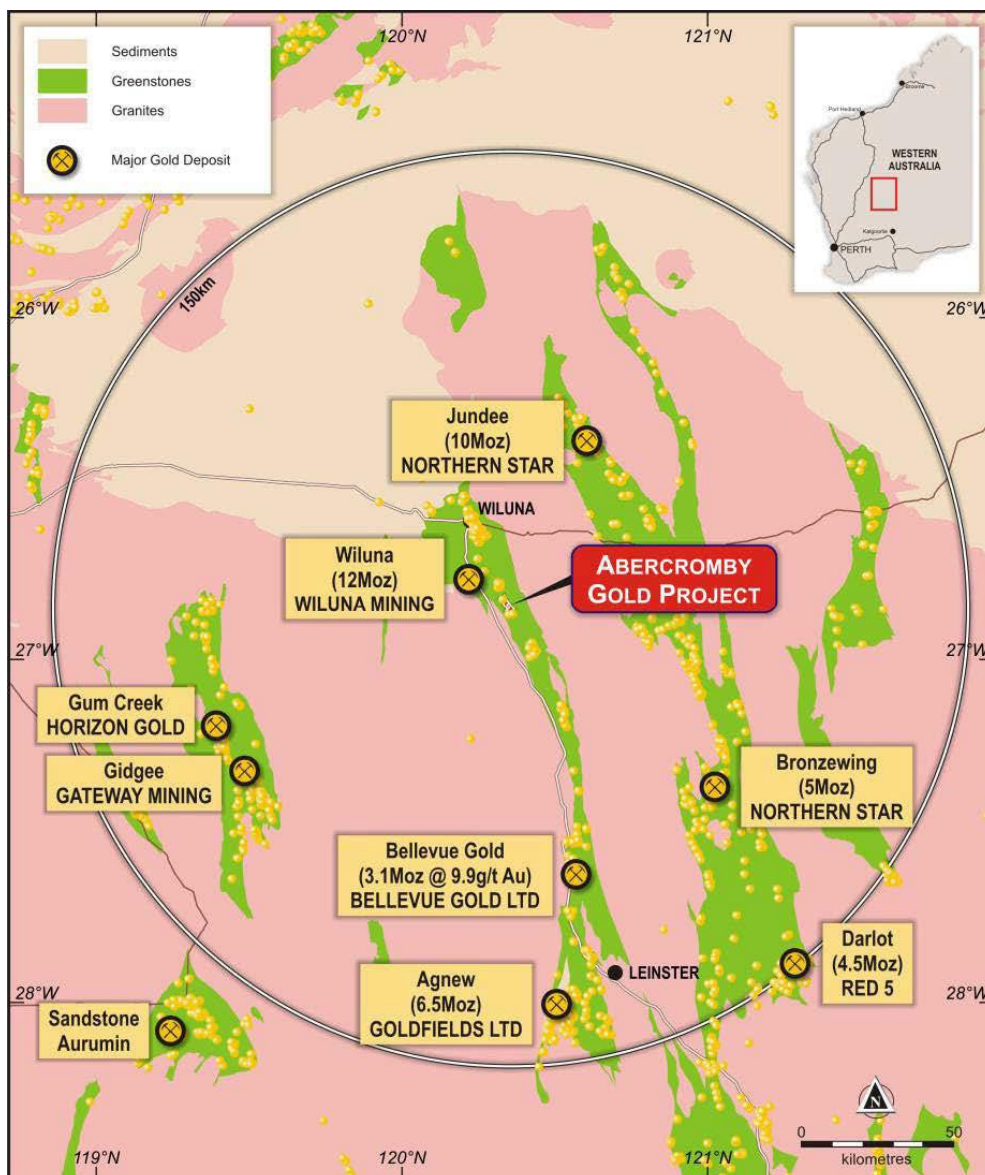 120°N
121°N
Sediments
Greenstones
Granites
Major Gold Deposit
Broome
Port Hedland
WESTERN
AUSTRALIA
Kalgoorlie
PERTH
150km
26°W
26°W
Jundee
(10Moz)
NORTHERN STAR
WILUNA
Wiluna
(12Moz)
WILUNA MINING
ABERCROMBY
GOLD PROJECT
27°W
27°W
Gum Creek
HORIZON GOLD
Gidgee
GATEWAY MINING
Bronzewing
(5Moz)
NORTHERN STAR
Bellevue Gold
(3.1Moz @ 9.9g/t Au)
BELLEVUE GOLD LTD
Darlot
(4.5Moz)
RED 5
LEINSTER
Agnew
(6.5Moz)
GOLDFIELDS LTD
28°W
28°W
Sandstone
Aurumin
N
0
50
kilometres
119°N
120°N
121°N